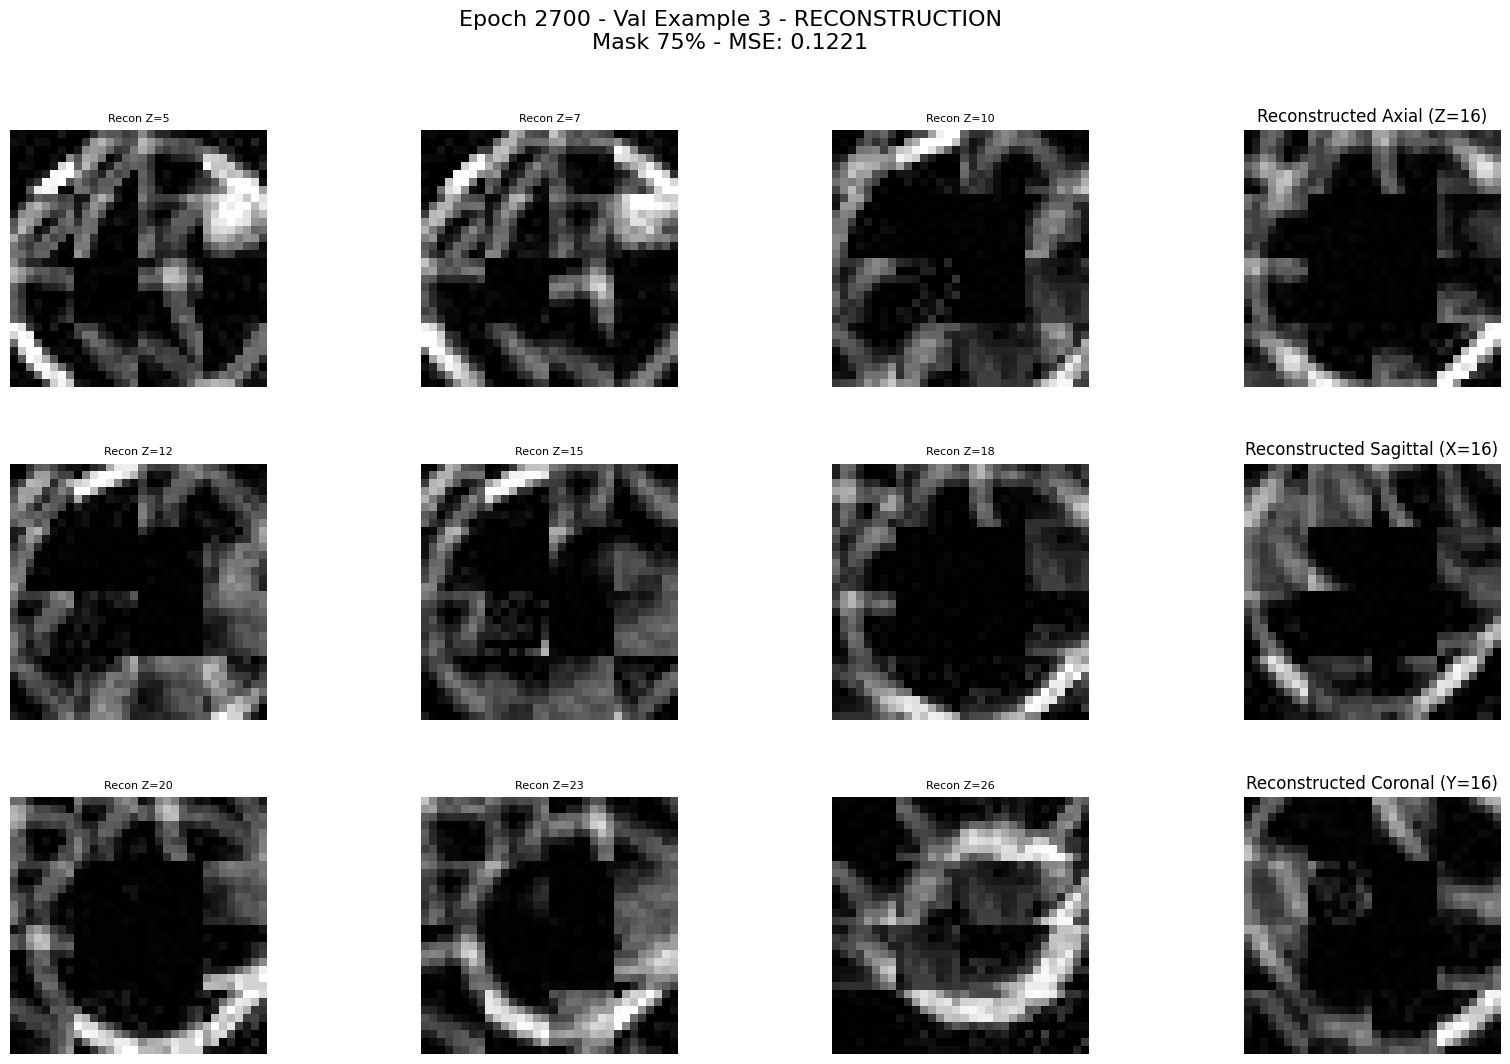 Epoch 2700 - Val Example 3 - RECONSTRUCTION
Mask 75% - MSE: 0.1221
Recon Z=5
Recon Z=7
Recon Z=10
Reconstructed Axial (Z=16)
Recon Z=12
Recon Z=15
Recon Z=18
Reconstructed Sagittal (X=16)
Recon Z=20
Recon Z=23
Recon Z=26
Reconstructed Coronal (Y=16)